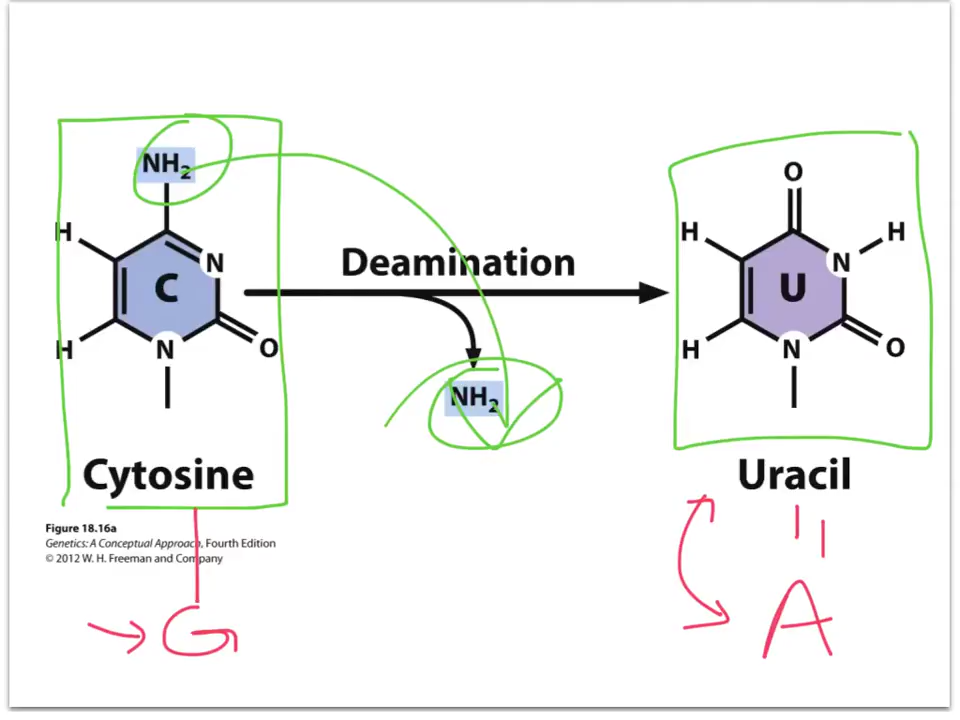 NH₂
O
H
N
H
H
N
Deamination
C
U
H
N
O
H
N
O
NH₂
Cytosine
Uracil
Figure 18.16a
Genetics: A Conceptual Approach, Fourth Edition
© 2012 W. H. Freeman and Company
G
A